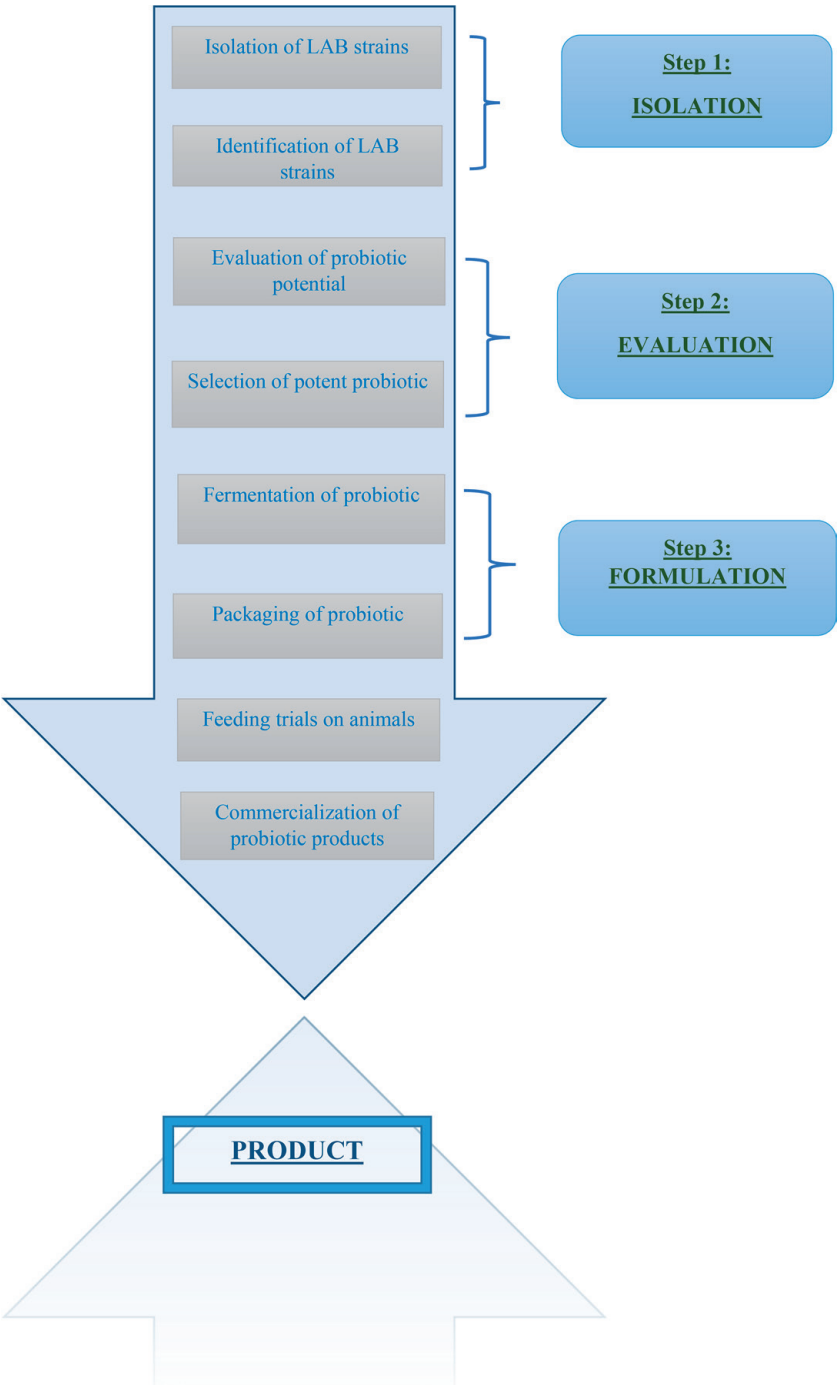 Isolation of LAB strains
Step 1:
ISOLATION
Identification of LAB
strains
Evaluation of probiotic
potential
Step 2:
EVALUATION
Selection of potent probiotic
Fermentation of probiotic
Step 3:
FORMULATION
Packaging of probiotic
Feeding trials on animals
Commercialization of
probiotic products
PRODUCT